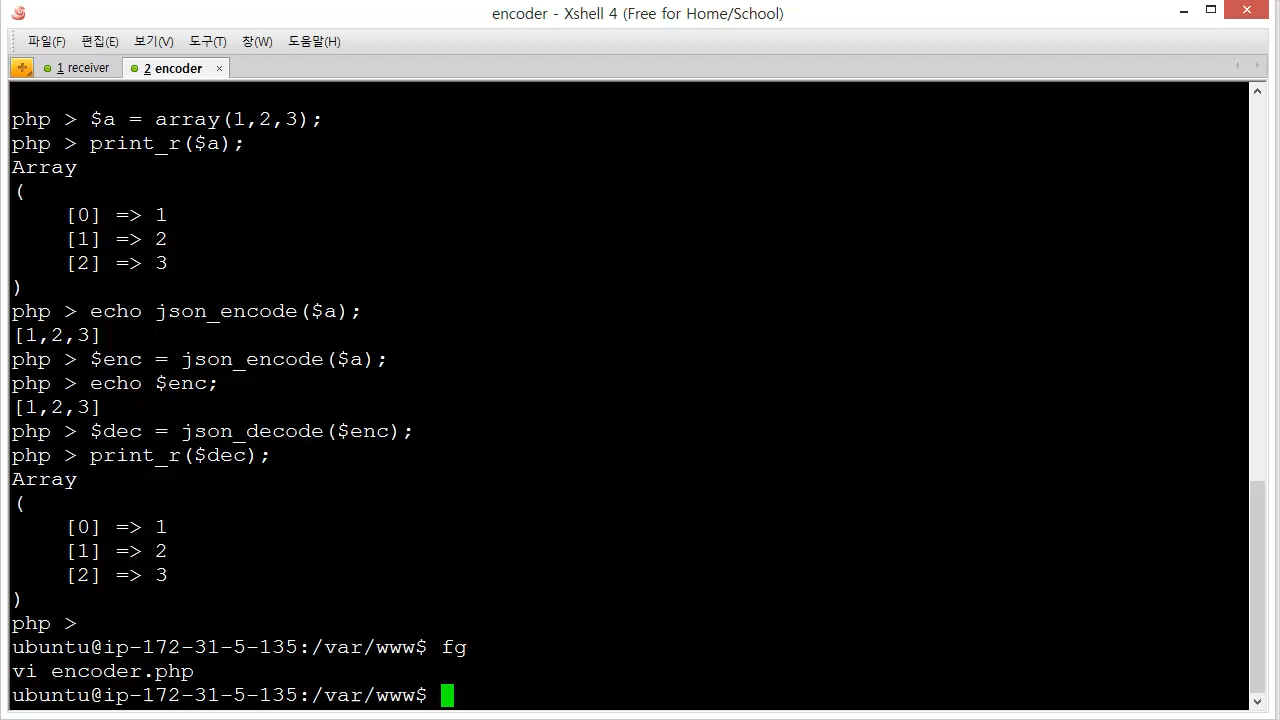 encoder - Xshell 4 (Free for Home/School)
파일(F) 편집(E) 보기(V) 도구(T) 창(W) 도움말(H)
1 receiver 2 encoder ×
php > $a = array(1,2,3);
php > print_r($a);
Array
(
    [0] => 1
    [1] => 2
    [2] => 3
)
php > echo json_encode($a);
[1,2,3]
php > $enc = json_encode($a);
php > echo $enc;
[1,2,3]
php > $dec = json_decode($enc);
php > print_r($dec);
Array
(
    [0] => 1
    [1] => 2
    [2] => 3
)
php >
ubuntu@ip-172-31-5-135:/var/www$ fg
vi encoder.php
ubuntu@ip-172-31-5-135:/var/www$